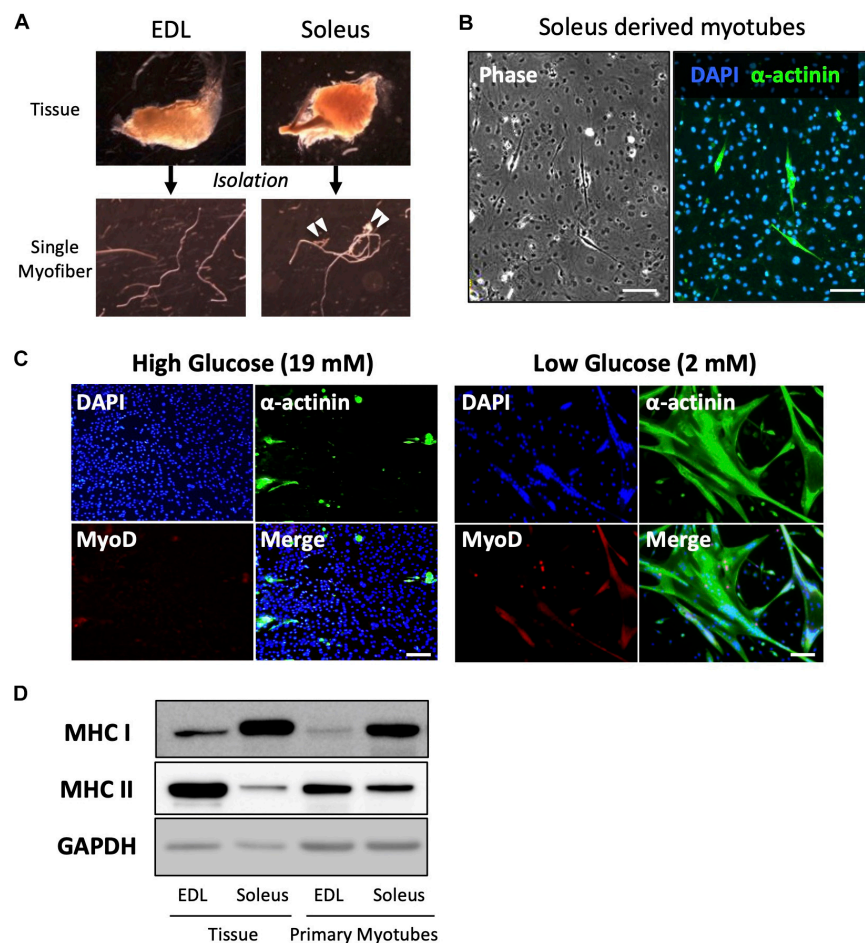 A
EDL
Soleus
Tissue
Isolation
Single
Myofiber
B
Soleus derived myotubes
Phase
DAPI α-actinin
C
High Glucose (19 mM)
Low Glucose (2 mM)
DAPI
α-actinin
DAPI
α-actinin
MyoD
Merge
MyoD
Merge
D
MHC I
MHC II
GAPDH
EDL Soleus EDL Soleus
Tissue Primary Myotubes